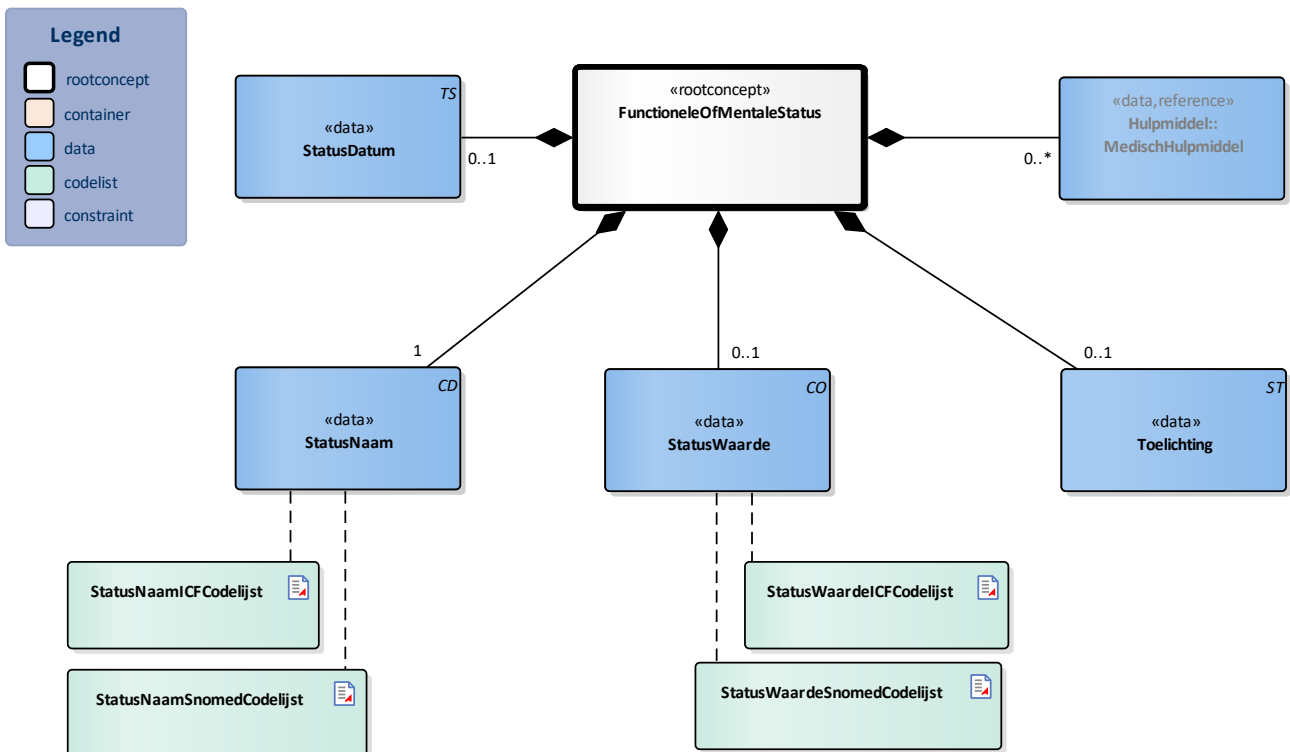 Legend
rootconcept
container
data
codelist
constraint
TS
«data»
StatusDatum
0..1
«rootconcept»
FunctioneleOfMentaleStatus
«data,reference»
Hulpmiddel::
MedischHulpmiddel
0..*
1
0..1
0..1
CD
«data»
StatusNaam
CO
«data»
StatusWaarde
ST
«data»
Toelichting
StatusNaamICFCodelijst
StatusWaardeICFCodelijst
StatusNaamSnomedCodelijst
StatusWaardeSnomedCodelijst